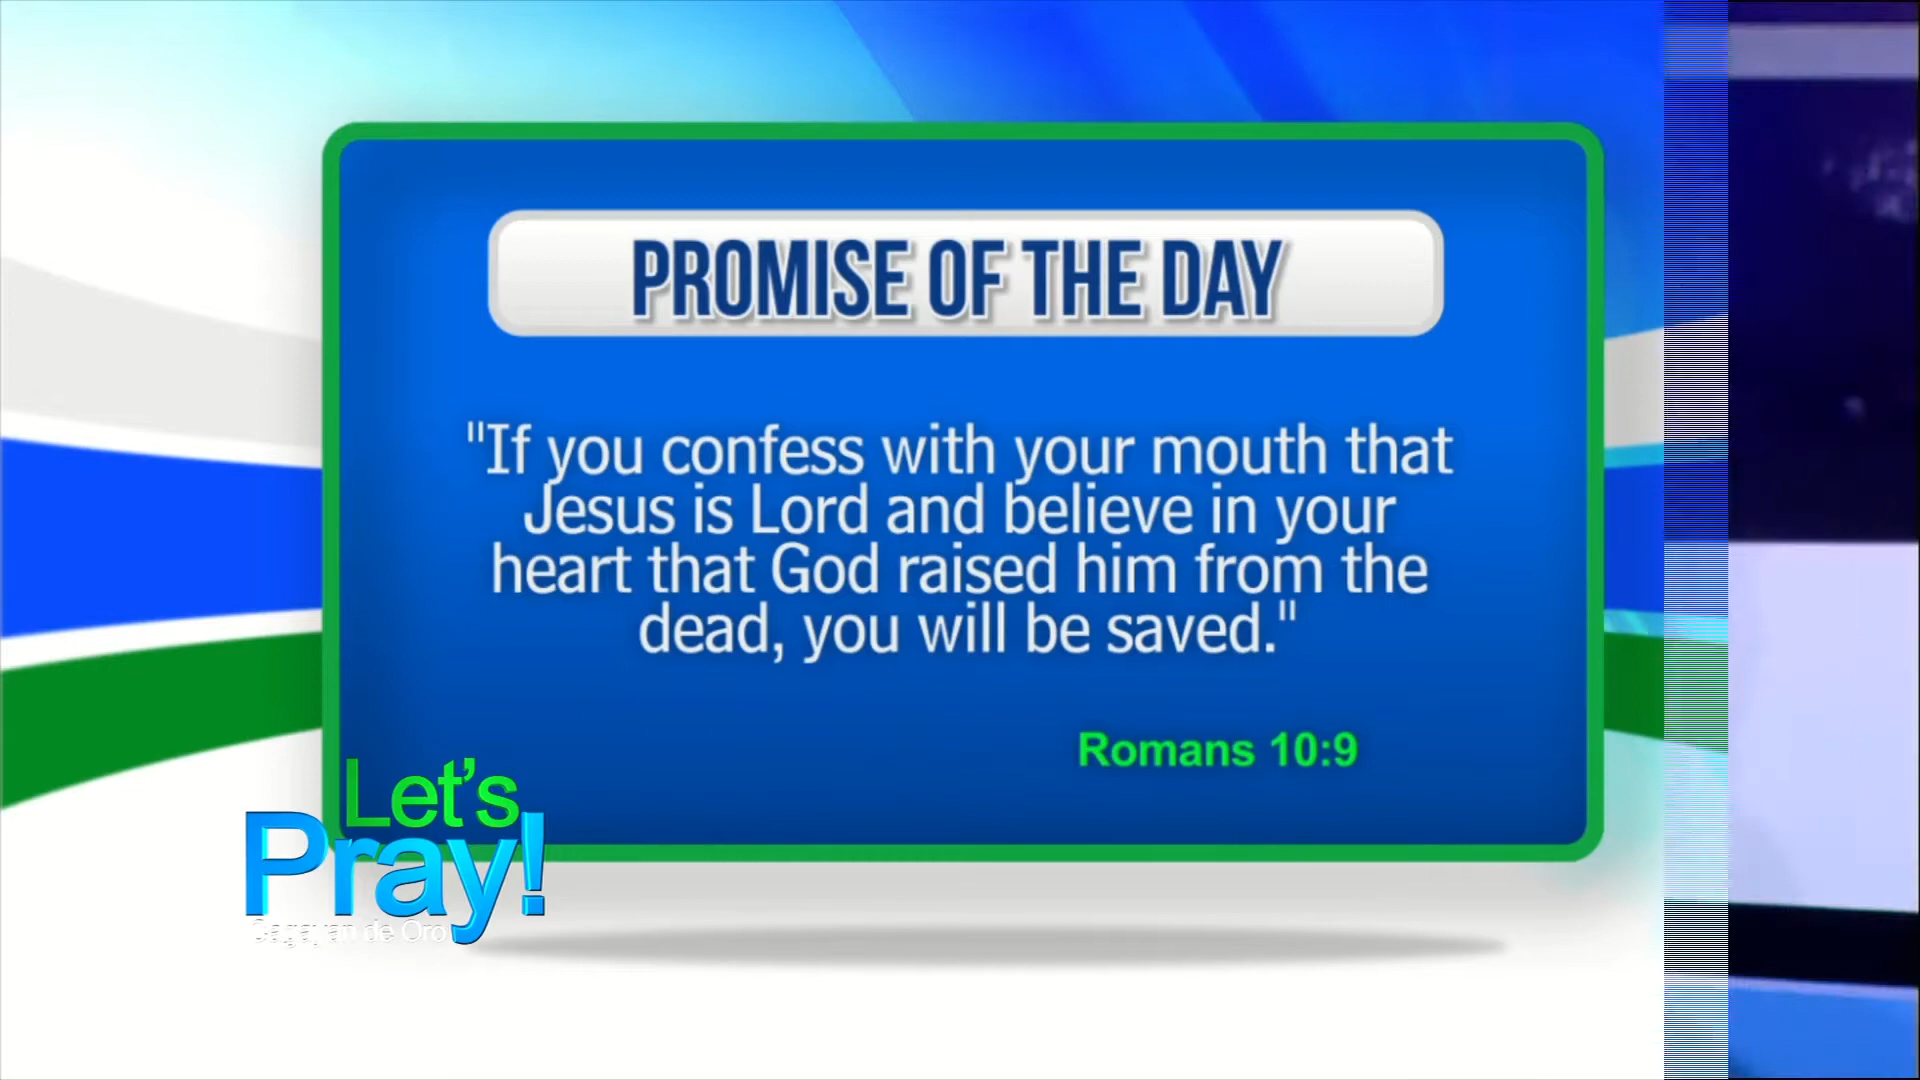 PROMISE OF THE DAY
"If you confess with your mouth that
Jesus is Lord and believe in your
heart that God raised him from the
dead, you will be saved."
Romans 10:9
Let's
Pray!
Cagayan de Oro